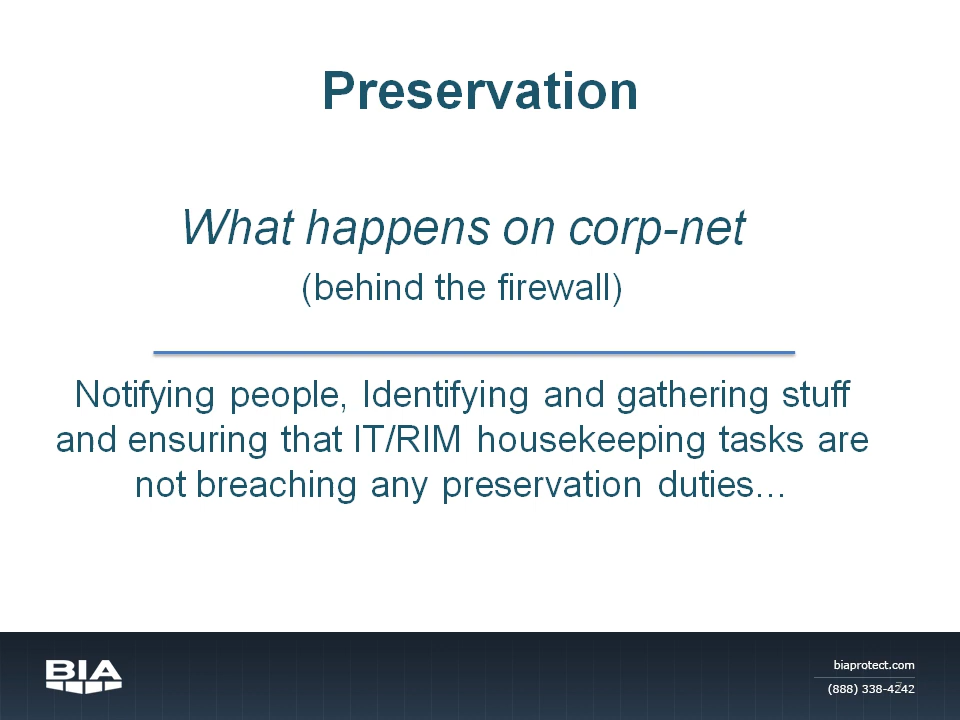 Preservation
What happens on corp-net
(behind the firewall)
Notifying people, Identifying and gathering stuff
and ensuring that IT/RIM housekeeping tasks are
not breaching any preservation duties...
BIA
biaprotect.com
(888) 338-4242
7